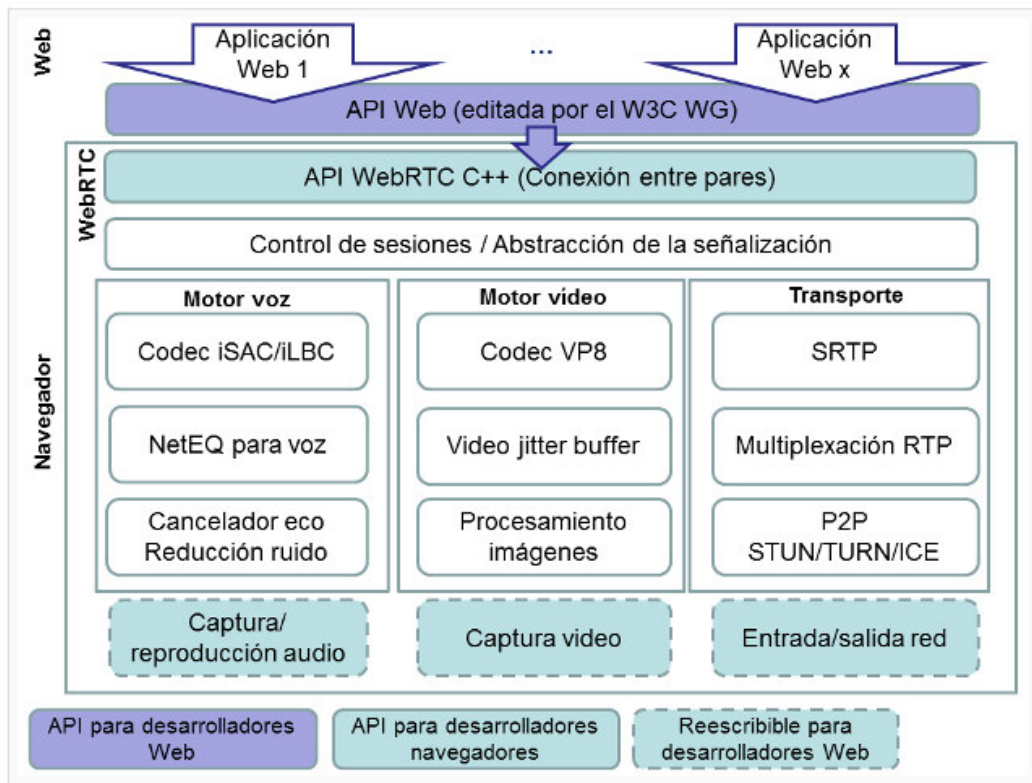 Web
Aplicación
Web 1
...
Aplicación
Web x
API Web (editada por el W3C WG)
WebRTC
API WebRTC C++ (Conexión entre pares)
Control de sesiones / Abstracción de la señalización
Navegador
Motor voz
Codec iSAC/iLBC
NetEQ para voz
Cancelador eco
Reducción ruido
Captura/
reproducción audio
Motor vídeo
Codec VP8
Video jitter buffer
Procesamiento
imágenes
Captura video
Transporte
SRTP
Multiplexación RTP
P2P
STUN/TURN/ICE
Entrada/salida red
API para desarrolladores
Web
API para desarrolladores
navegadores
Reescribible para
desarrolladores Web